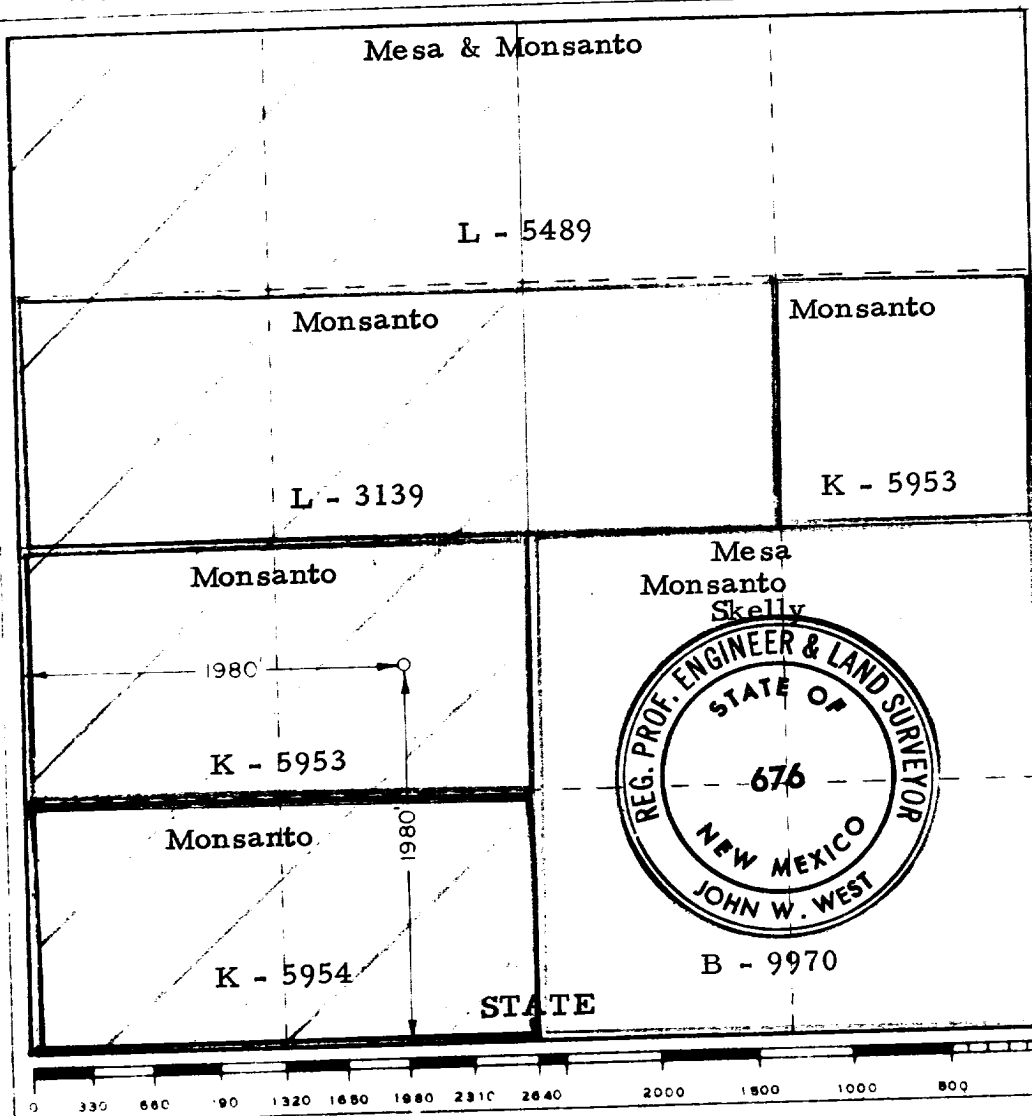 Mesa & Monsanto
L - 5489
Monsanto
Monsanto
L - 3139
K - 5953
Monsanto
Mesa
Monsanto
Skelly
1980'
K - 5953
REG. PROF. ENGINEER & LAND SURVEYOR
STATE OF
676
NEW MEXICO
JOHN W. WEST
Monsanto
1980'
K - 5954
B - 9970
STATE
0 330 660 '90 1320 1650 1980 2310 2640 2000 1500 1000 500